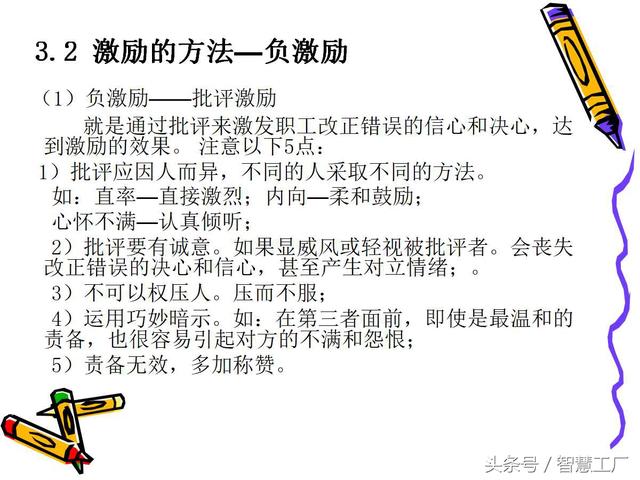 3.2 激励的方法—负激励
（1）负激励——批评激励
就是通过批评来激发职工改正错误的信心和决心，达
到激励的效果。 注意以下5点：
1）批评应因人而异，不同的人采取不同的方法。
如：直率—直接激烈；内向—柔和鼓励；
心怀不满—认真倾听；
2）批评要有诚意。如果显威风或轻视被批评者。会丧失
改正错误的决心和信心，甚至产生对立情绪；。
3）不可以权压人。压而不服；
4）运用巧妙暗示。如：在第三者面前，即使是最温和的
责备，也很容易引起对方的不满和怨恨；
5）责备无效，多加称赞。
头条号 / 智慧工厂